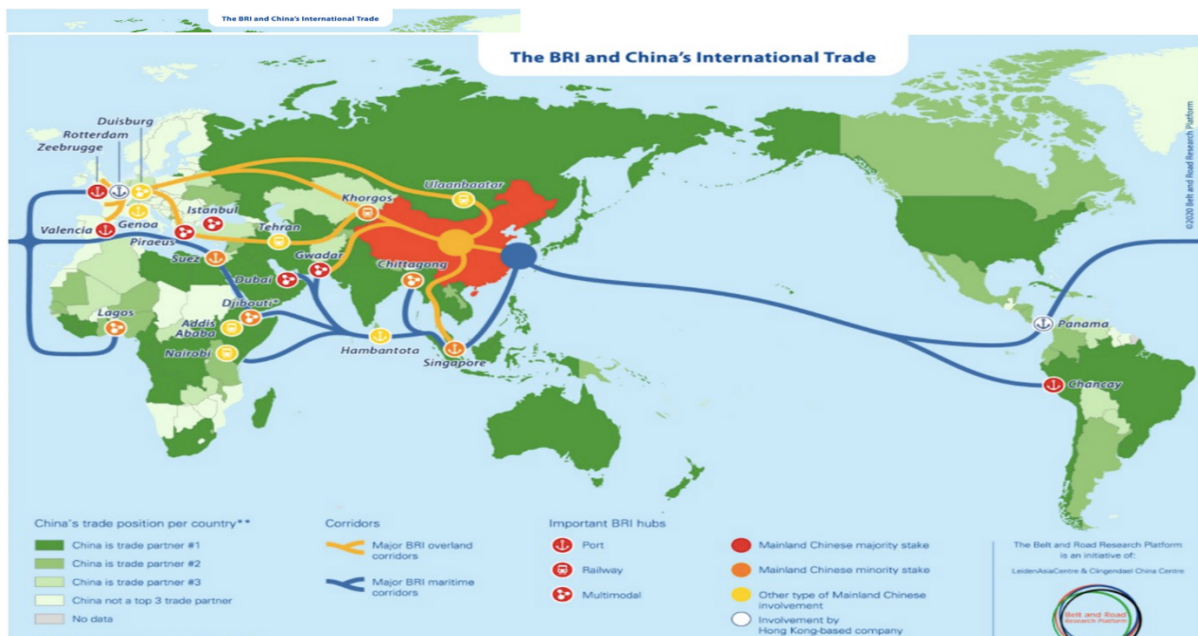 The BRI and China's International Trade
The BRI and China's International Trade
Duisburg
Rotterdam
Zeebrugge
Ulaanbaatar
Khorgos
Istanbul
Tehran
Valencia
Genoa
Piraeus
Gwadar
Suez
Chittagong
Dubai
Djibouti*
Lagos
Addis
Ababa
Nairobi
Hambantota
Singapore
Panama
Chancay
©2020 Belt and Road Research Platform
China's trade position per country**
China is trade partner #1
China is trade partner #2
China is trade partner #3
China not a top 3 trade partner
No data
Corridors
Major BRI overland
corridors
Major BRI maritime
corridors
Important BRI hubs
Port
Railway
Multimodal
Mainland Chinese majority stake
Mainland Chinese minority stake
Other type of Mainland Chinese
involvement
Involvement by
Hong Kong-based company
The Belt and Road Research Platform
is an initiative of:
LeidenAsiaCentre & Clingendael China Centre
Belt and Road
Research Platform